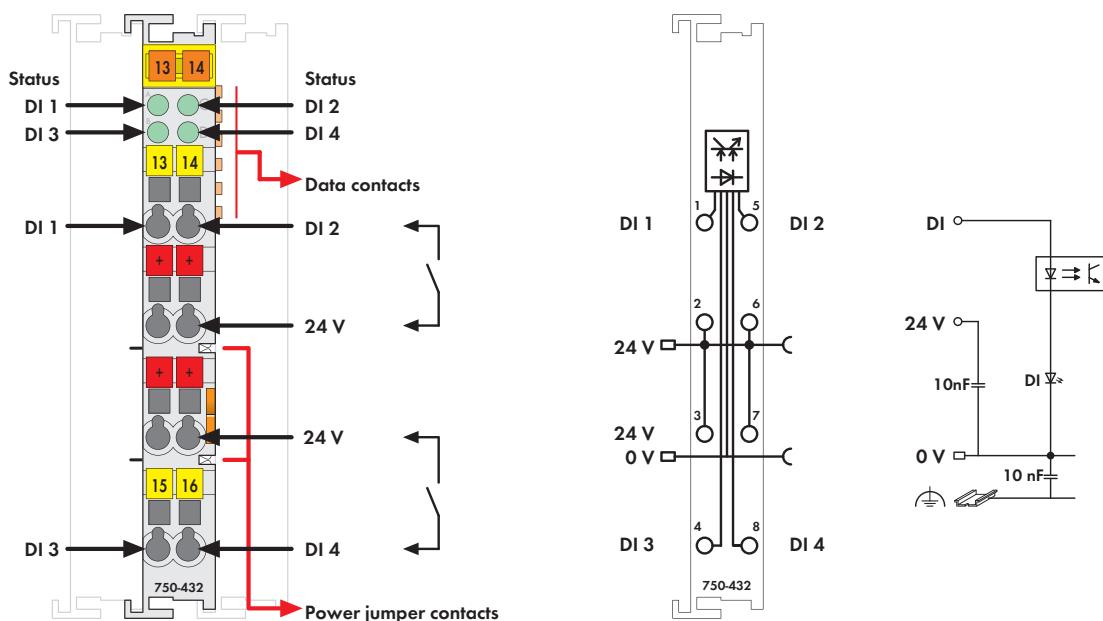 13 14
Status
Status
A
C
DI 1
DI 2
B
DI 3
DI 4
13 14
Data contacts
DI 1
DI 2
+ +
24 V
+ +
24 V
15 16
DI 3
DI 4
750-432
Power jumper contacts
DI 1
1
5
DI 2
2
6
24 V
24 V
3
7
0 V
DI 3
4
8
DI 4
750-432
DI
24 V
10nF
DI
0 V
10 nF